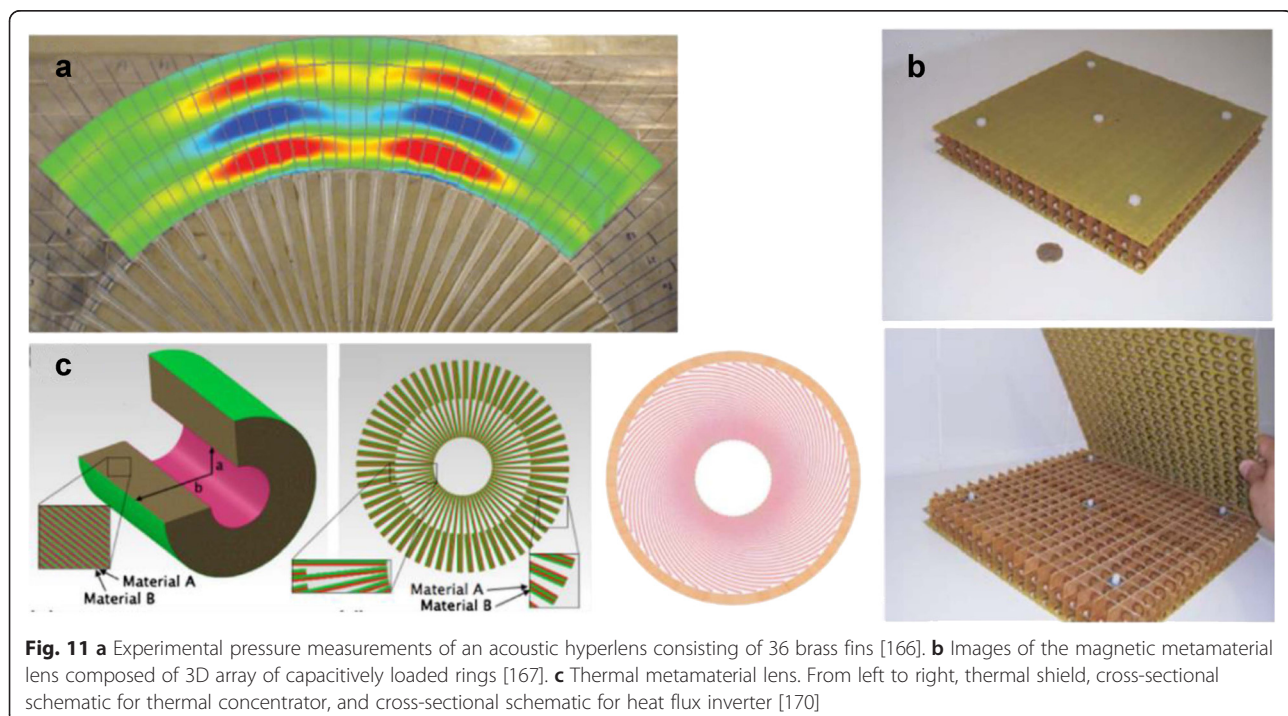 a
b
c
a
b
Material A
Material B
Material A
Material B
Fig. 11 a Experimental pressure measurements of an acoustic hyperlens consisting of 36 brass fins [166]. b Images of the magnetic metamaterial
lens composed of 3D array of capacitively loaded rings [167]. c Thermal metamaterial lens. From left to right, thermal shield, cross-sectional
schematic for thermal concentrator, and cross-sectional schematic for heat flux inverter [170]